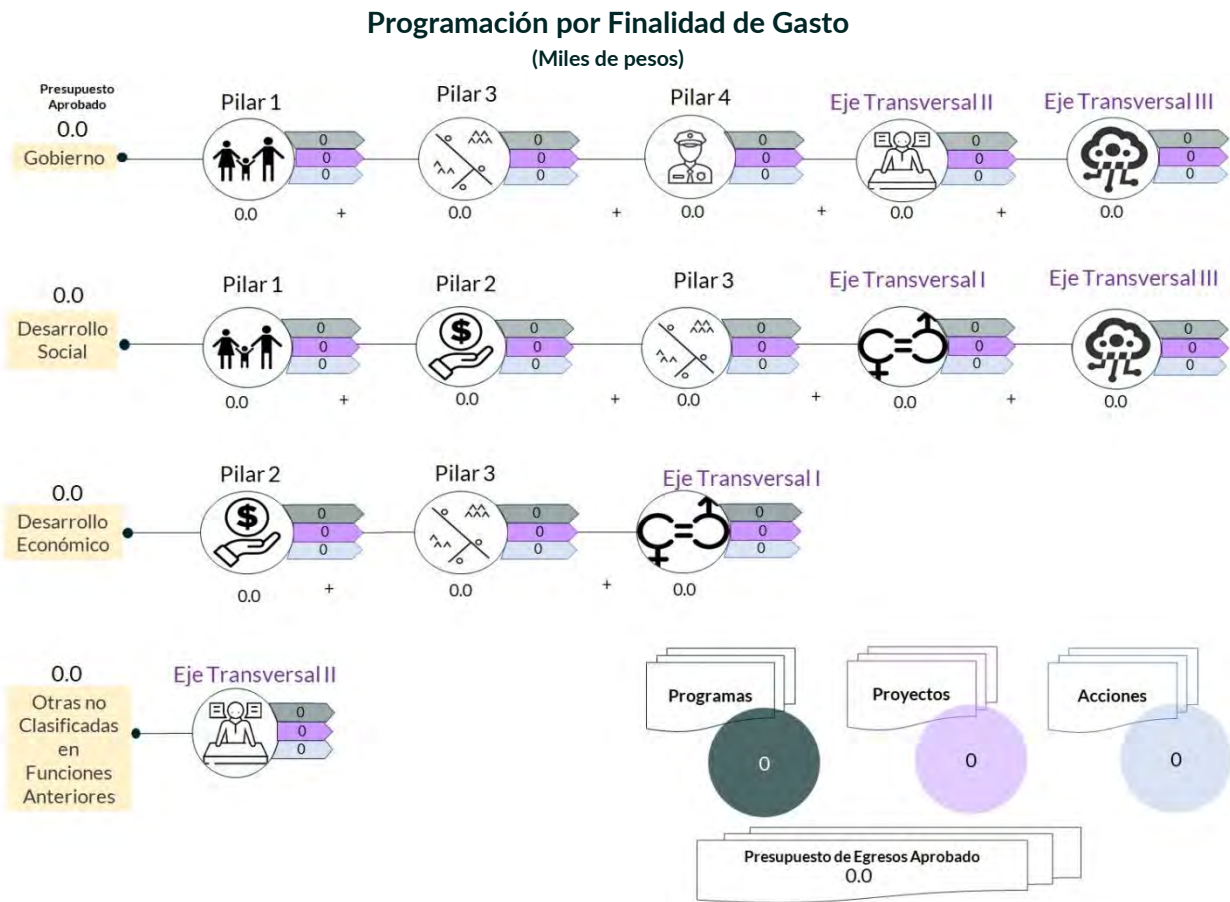 Programación por Finalidad de Gasto
(Miles de pesos)
Presupuesto
Aprobado
0.0
Gobierno
Pilar 1
0
0
0
0.0
+
Pilar 3
0
0
0
0.0
+
Pilar 4
0
0
0
0.0
+
Eje Transversal II
0
0
0
0.0
+
Eje Transversal III
0
0
0
0.0
0.0
Desarrollo
Social
Pilar 1
0
0
0
0.0
+
Pilar 2
$
0
0
0
0.0
+
Pilar 3
0
0
0
0.0
+
Eje Transversal I
0
0
0
0.0
+
Eje Transversal III
0
0
0
0.0
0.0
Desarrollo
Económico
Pilar 2
$
0
0
0
0.0
+
Pilar 3
0
0
0
0.0
+
Eje Transversal I
0
0
0
0.0
0.0
Otras no
Clasificadas
en
Funciones
Anteriores
Eje Transversal II
0
0
0
Programas
0
Proyectos
0
Acciones
0
Presupuesto de Egresos Aprobado
0.0